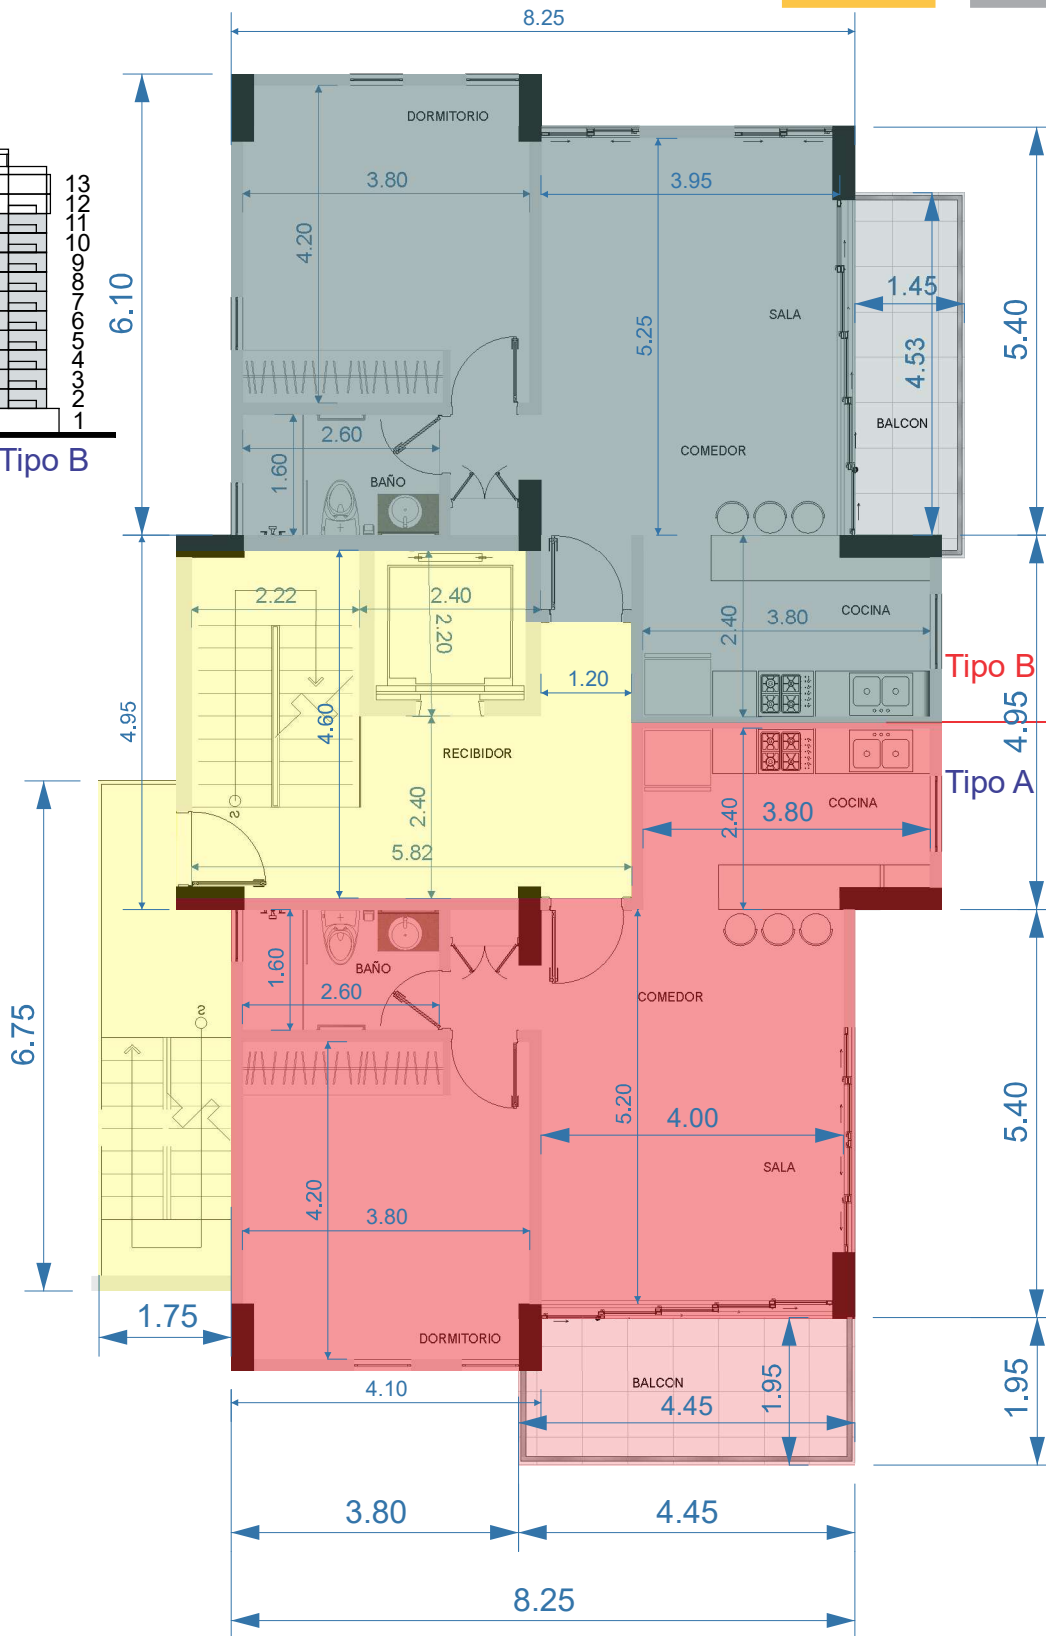 8.25
DORMITORIO
13
12
11
10
9
8
7
6
5
4
3
2
1
Tipo B
6.10
3.80
3.95
4.20
5.25
SALA
1.45
4.53
5.40
BALCON
COMEDOR
2.60
1.60
BAÑO
2.22
2.40
2.20
2.40
3.80
COCINA
1.20
Tipo B
4.95
4.95
4.60
RECIBIDOR
Tipo A
2.40
2.40
3.80
COCINA
5.82
S
1.60
BAÑO
2.60
COMEDOR
6.75
S
5.20
4.00
5.40
SALA
4.20
3.80
1.75
DORMITORIO
4.10
BALCON
4.45
1.95
1.95
3.80
4.45
8.25